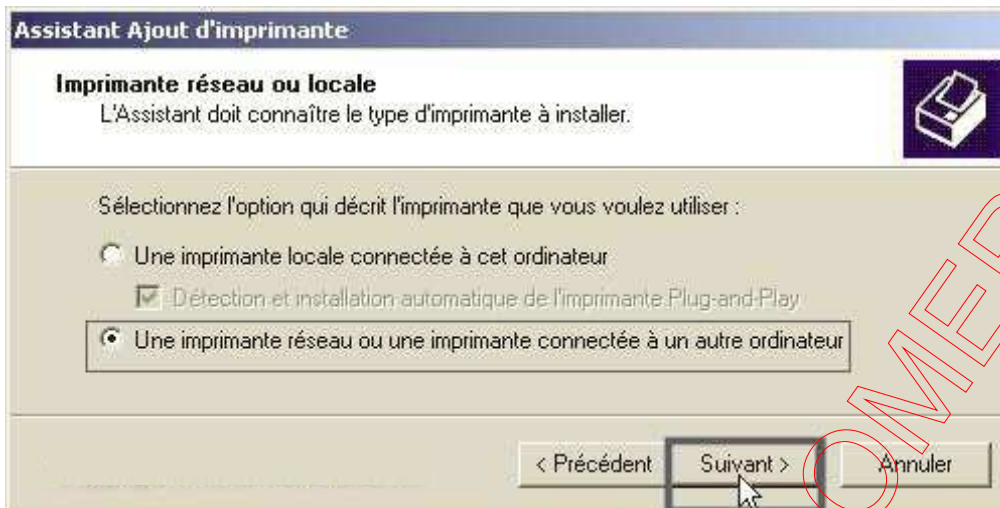 Assistant Ajout d'imprimante
Imprimante réseau ou locale
L'Assistant doit connaître le type d'imprimante à installer.
Sélectionnez l'option qui décrit l'imprimante que vous voulez utiliser :
Une imprimante locale connectée à cet ordinateur
Détection et installation automatique de l'imprimante Plug-and-Play
Une imprimante réseau ou une imprimante connectée à un autre ordinateur
< Précédent Suivant > Annuler